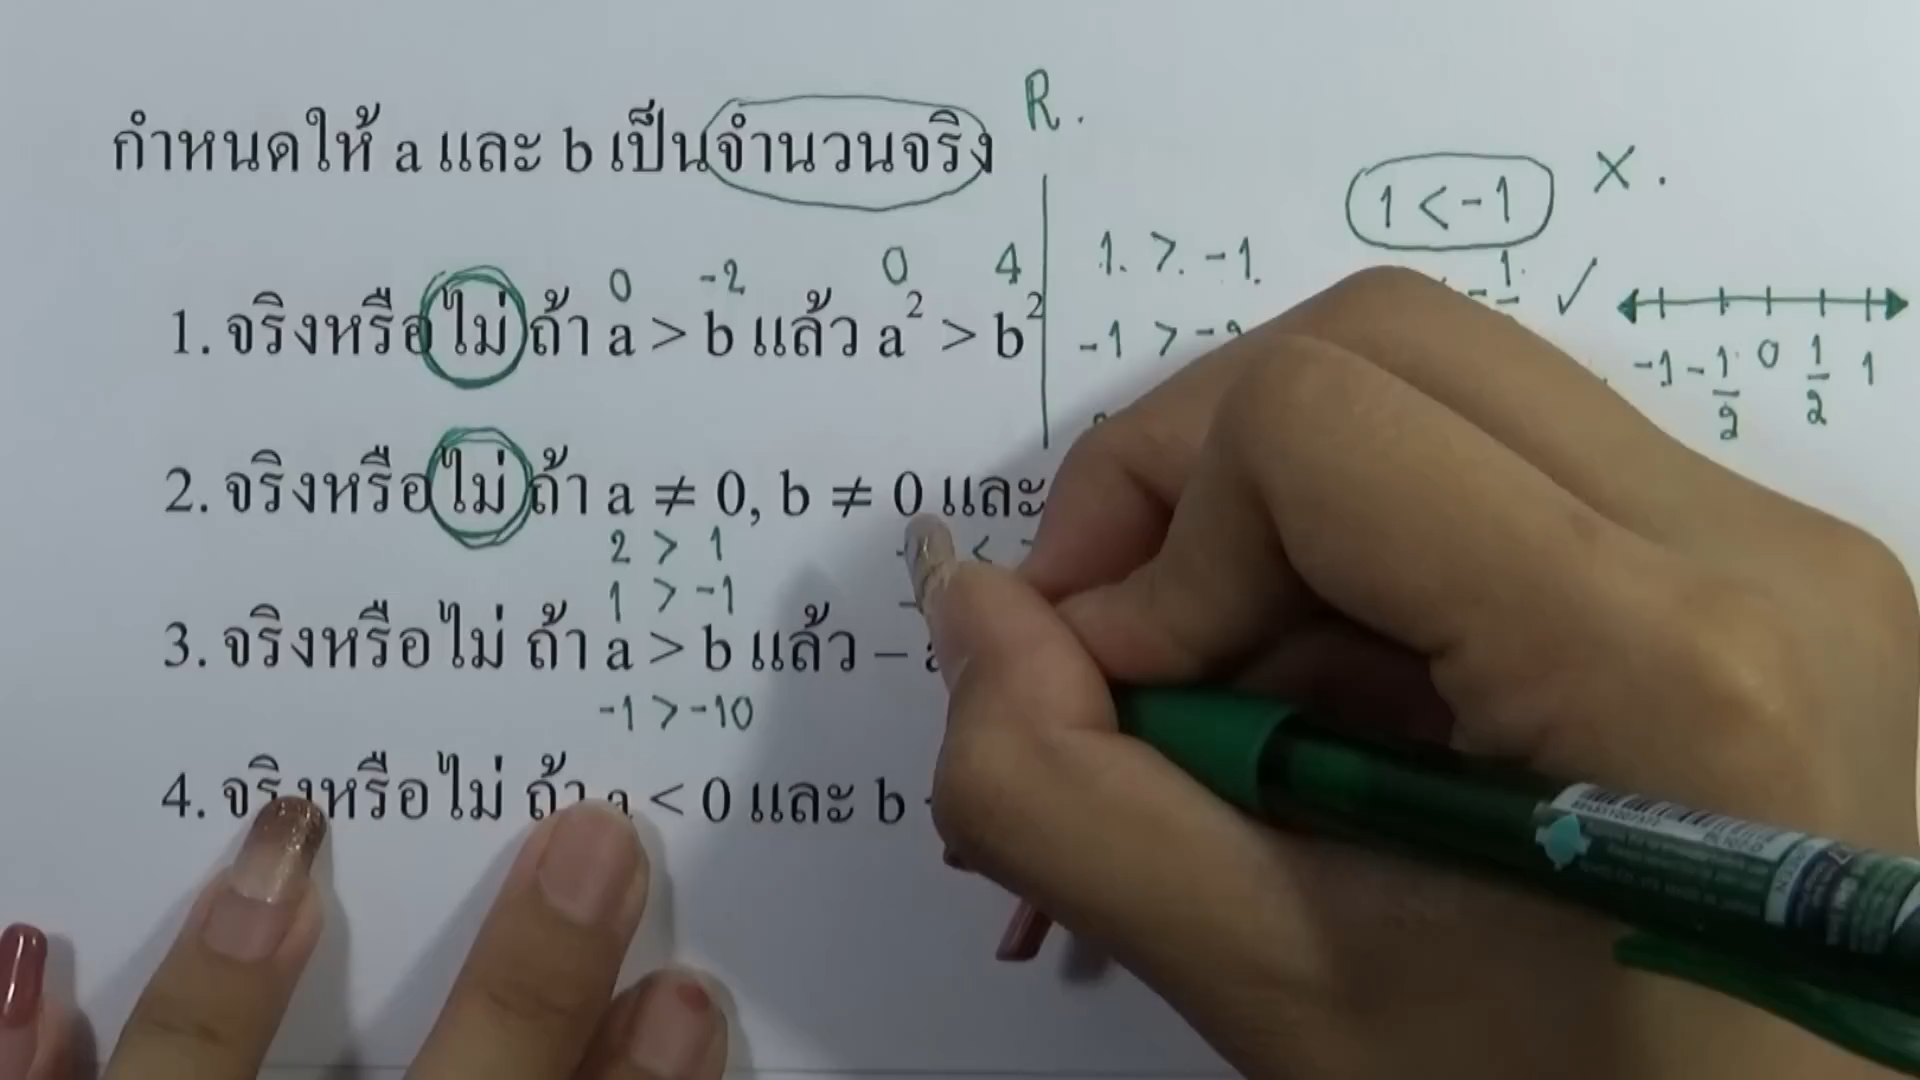 กำหนดให้ a และ b เป็นจำนวนจริง R.
1 < -1 X.
0 -2 0 4
1. > -1.
1. จริงหรือไม่ ถ้า a > b แล้ว a² > b²
-1 >
-1 -1/2 0 1/2 1
2. จริงหรือไม่ ถ้า a ≠ 0, b ≠ 0 และ
2 > 1
<
1 > -1
3. จริงหรือไม่ ถ้า a > b แล้ว –
-1 > -10
4. จริงหรือไม่ ถ้า a < 0 และ b